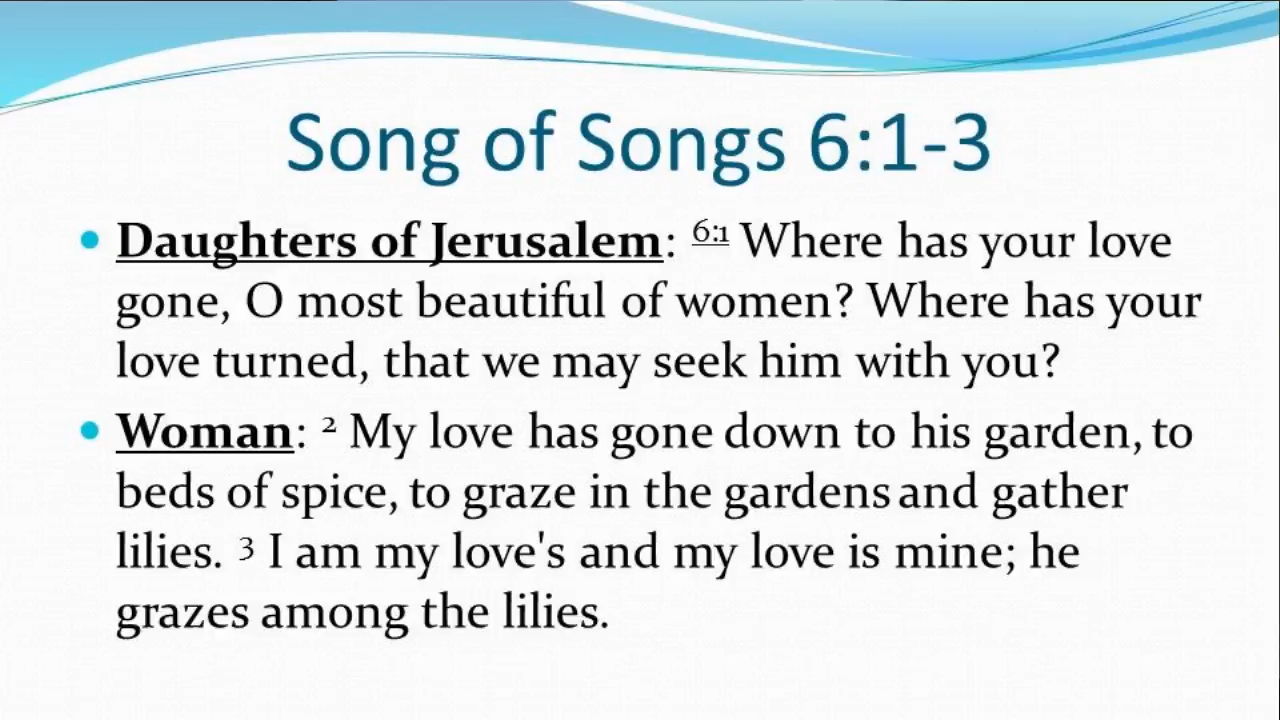 Song of Songs 6:1-3
• Daughters of Jerusalem: 6:1 Where has your love
gone, O most beautiful of women? Where has your
love turned, that we may seek him with you?
• Woman: 2 My love has gone down to his garden, to
beds of spice, to graze in the gardens and gather
lilies. 3 I am my love's and my love is mine; he
grazes among the lilies.